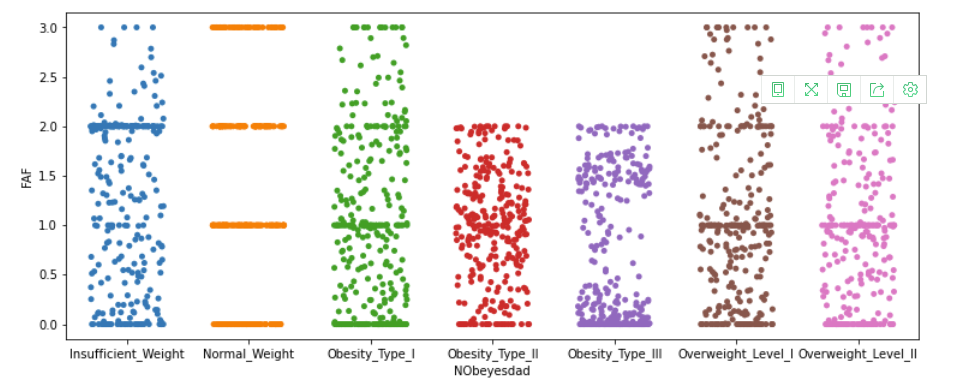 3.0
2.5
2.0
1.5
1.0
0.5
0.0
FAF
Insufficient_Weight Normal_Weight Obesity_Type_I Obesity_Type_II Obesity_Type_III Overweight_Level_I Overweight_Level_II
NObeyesdad